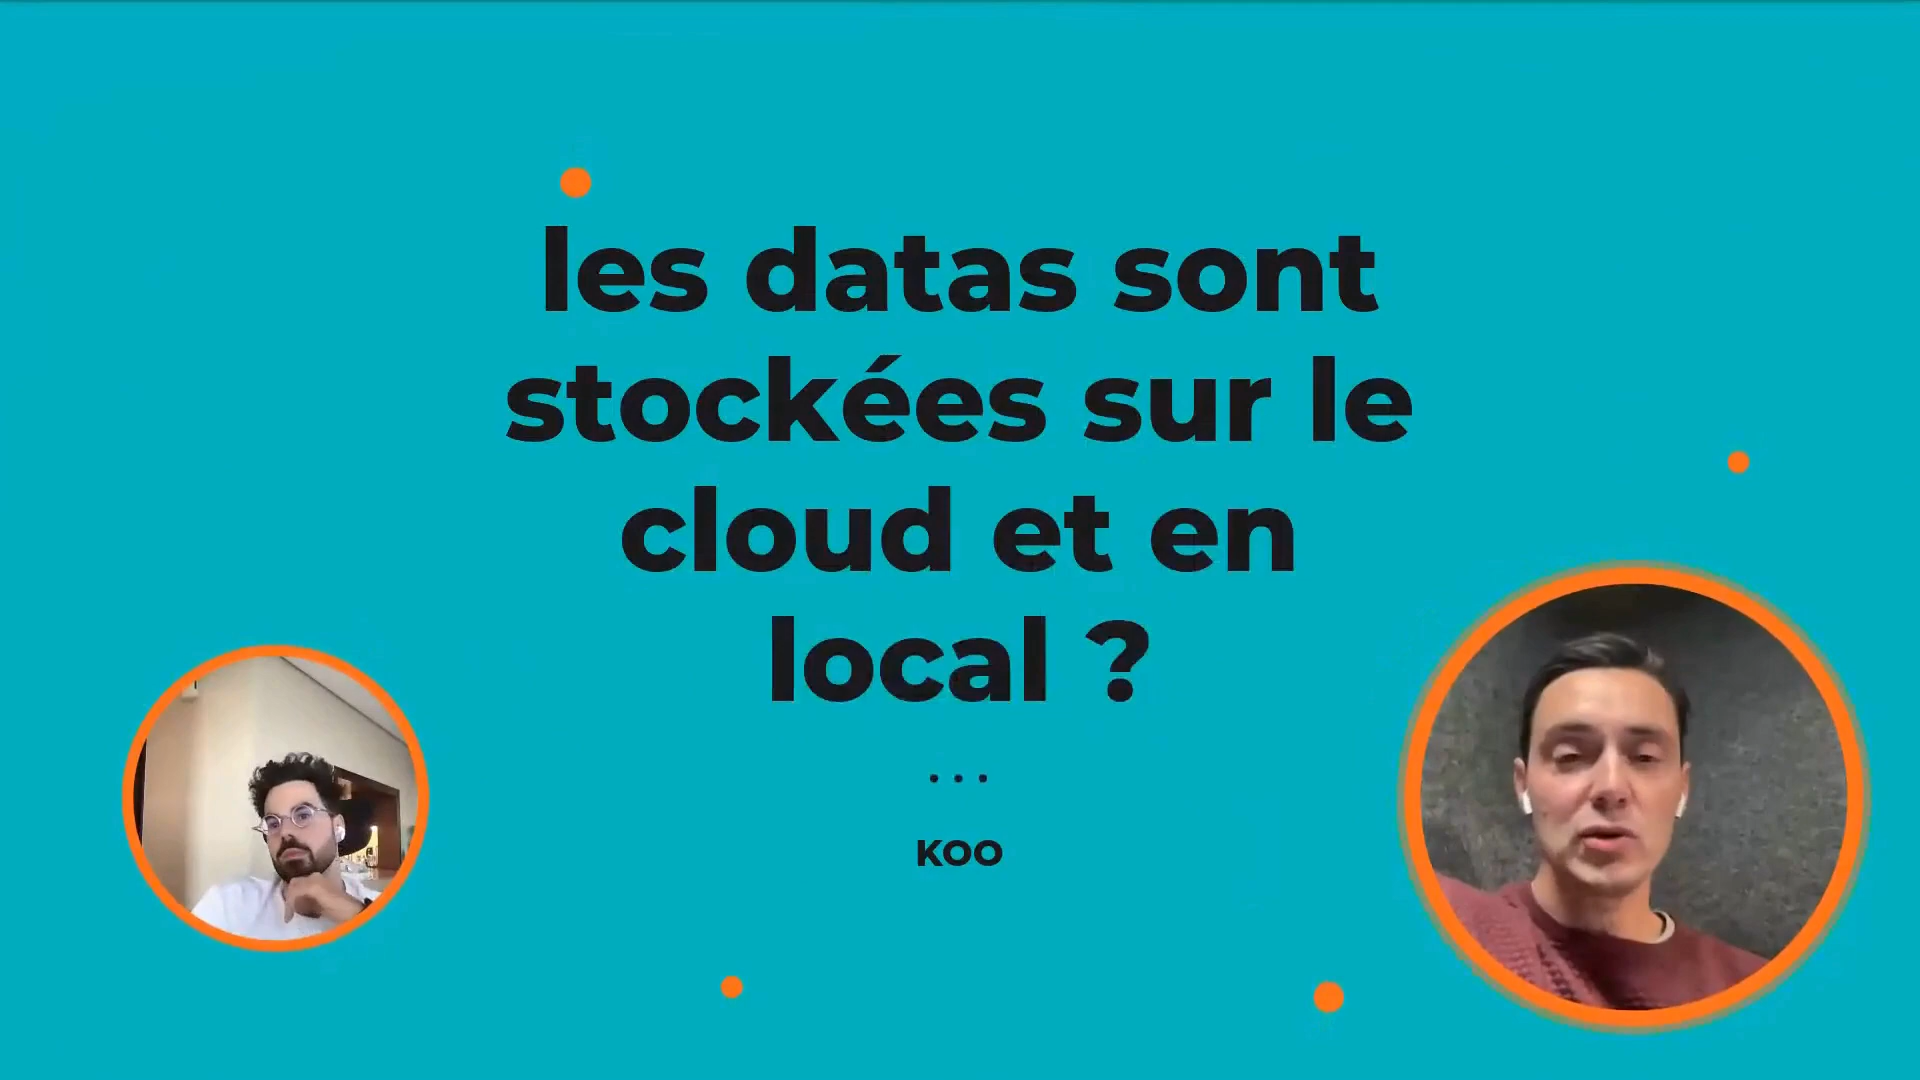 les datas sont
stockées sur le
cloud et en
local ?
...
KOO